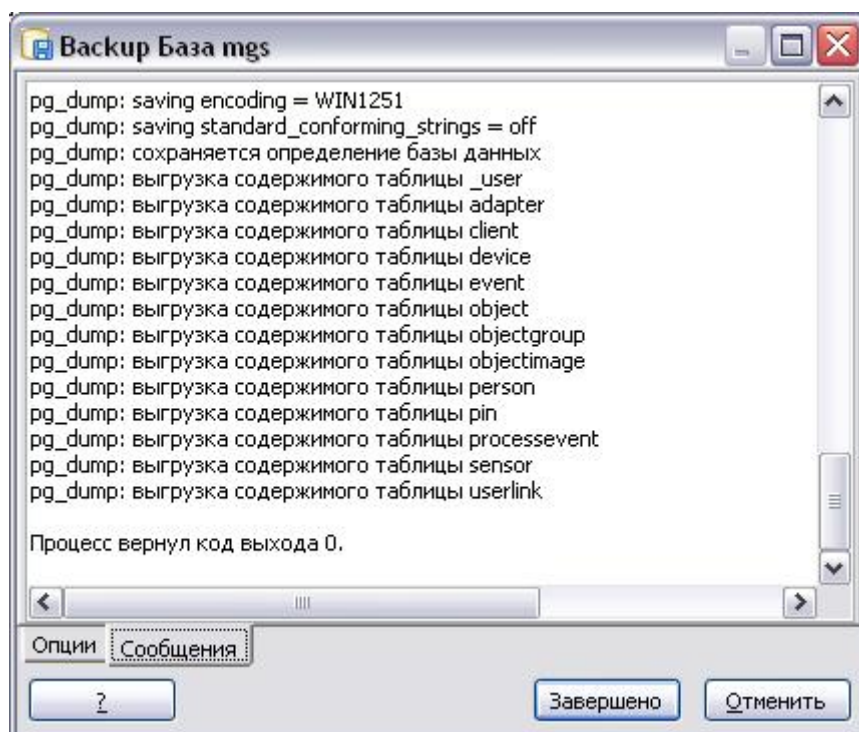 Backup База mgs
pg_dump: saving encoding = WIN1251
pg_dump: saving standard_conforming_strings = off
pg_dump: сохраняется определение базы данных
pg_dump: выгрузка содержимого таблицы _user
pg_dump: выгрузка содержимого таблицы adapter
pg_dump: выгрузка содержимого таблицы client
pg_dump: выгрузка содержимого таблицы device
pg_dump: выгрузка содержимого таблицы event
pg_dump: выгрузка содержимого таблицы object
pg_dump: выгрузка содержимого таблицы objectgroup
pg_dump: выгрузка содержимого таблицы objectimage
pg_dump: выгрузка содержимого таблицы person
pg_dump: выгрузка содержимого таблицы pin
pg_dump: выгрузка содержимого таблицы processevent
pg_dump: выгрузка содержимого таблицы sensor
pg_dump: выгрузка содержимого таблицы userlink
Процесс вернул код выхода 0.
Опции Сообщения
? Завершено Отменить